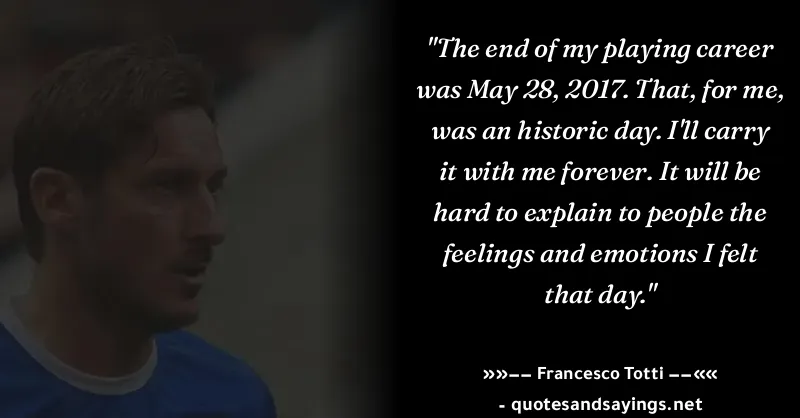 "The end of my playing career
was May 28, 2017. That, for me,
was an historic day. I'll carry
it with me forever. It will be
hard to explain to people the
feelings and emotions I felt
that day."
»»−− Francesco Totti −−««
- quotesandsayings.net